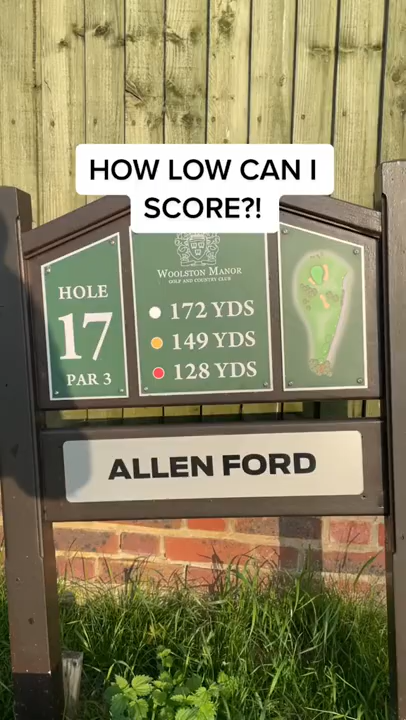 HOW LOW CAN I
SCORE?!
WOOLSTON MANOR
GOLF AND COUNTRY CLUB
HOLE
17
PAR 3
172 YDS
149 YDS
128 YDS
ALLEN FORD